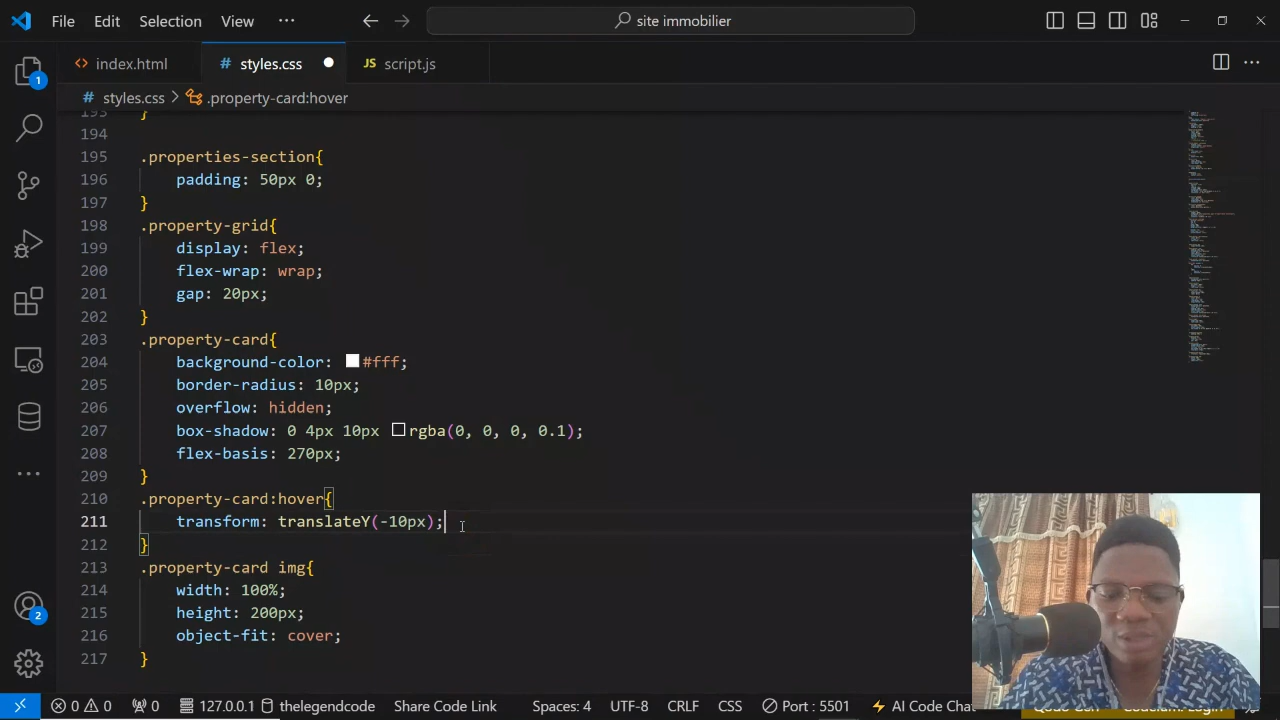 File Edit Selection View ··· site immobilier
index.html # styles.css JS script.js
# styles.css > .property-card:hover
193 }
194
195 .properties-section{
196 padding: 50px 0;
197 }
198 .property-grid{
199 display: flex;
200 flex-wrap: wrap;
201 gap: 20px;
202 }
203 .property-card{
204 background-color: #fff;
205 border-radius: 10px;
206 overflow: hidden;
207 box-shadow: 0 4px 10px rgba(0, 0, 0, 0.1);
208 flex-basis: 270px;
209 }
210 .property-card:hover{
211 transform: translateY(-10px);
212 }
213 .property-card img{
214 width: 100%;
215 height: 200px;
216 object-fit: cover;
217 }
1
2
0 0 0 127.0.0.1 thelegendcode Share Code Link Spaces: 4 UTF-8 CRLF CSS Port : 5501 AI Code Chat